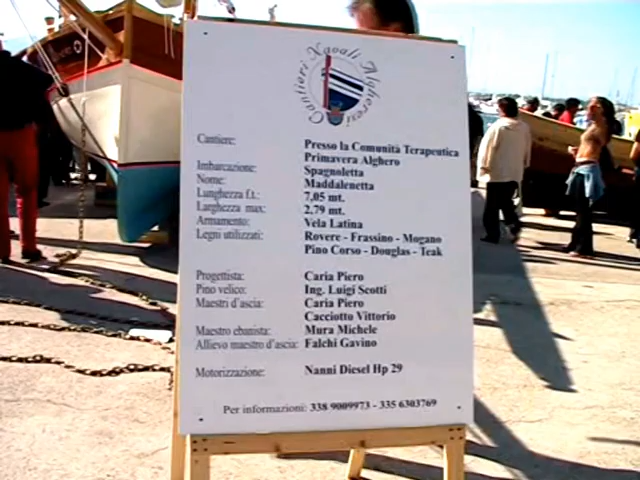 Cantieri Navali Algheresi
Cantiere: Presso la Comunità Terapeutica
Primavera Alghero
Imbarcazione: Spagnoletta
Nome: Maddalenetta
Lunghezza f.t.: 7,05 mt.
Larghezza max: 2,79 mt.
Armamento: Vela Latina
Legni utilizzati: Rovere - Frassino - Mogano
Pino Corso - Douglas - Teak
Progettista: Caria Piero
Pino velico: Ing. Luigi Scotti
Maestri d'ascia: Caria Piero
Cacciotto Vittorio
Maestro ebanista: Mura Michele
Allievo maestro d'ascia: Falchi Gavino
Motorizzazione: Nanni Diesel Hp 29
Per informazioni: 338 9009973 - 335 6303769